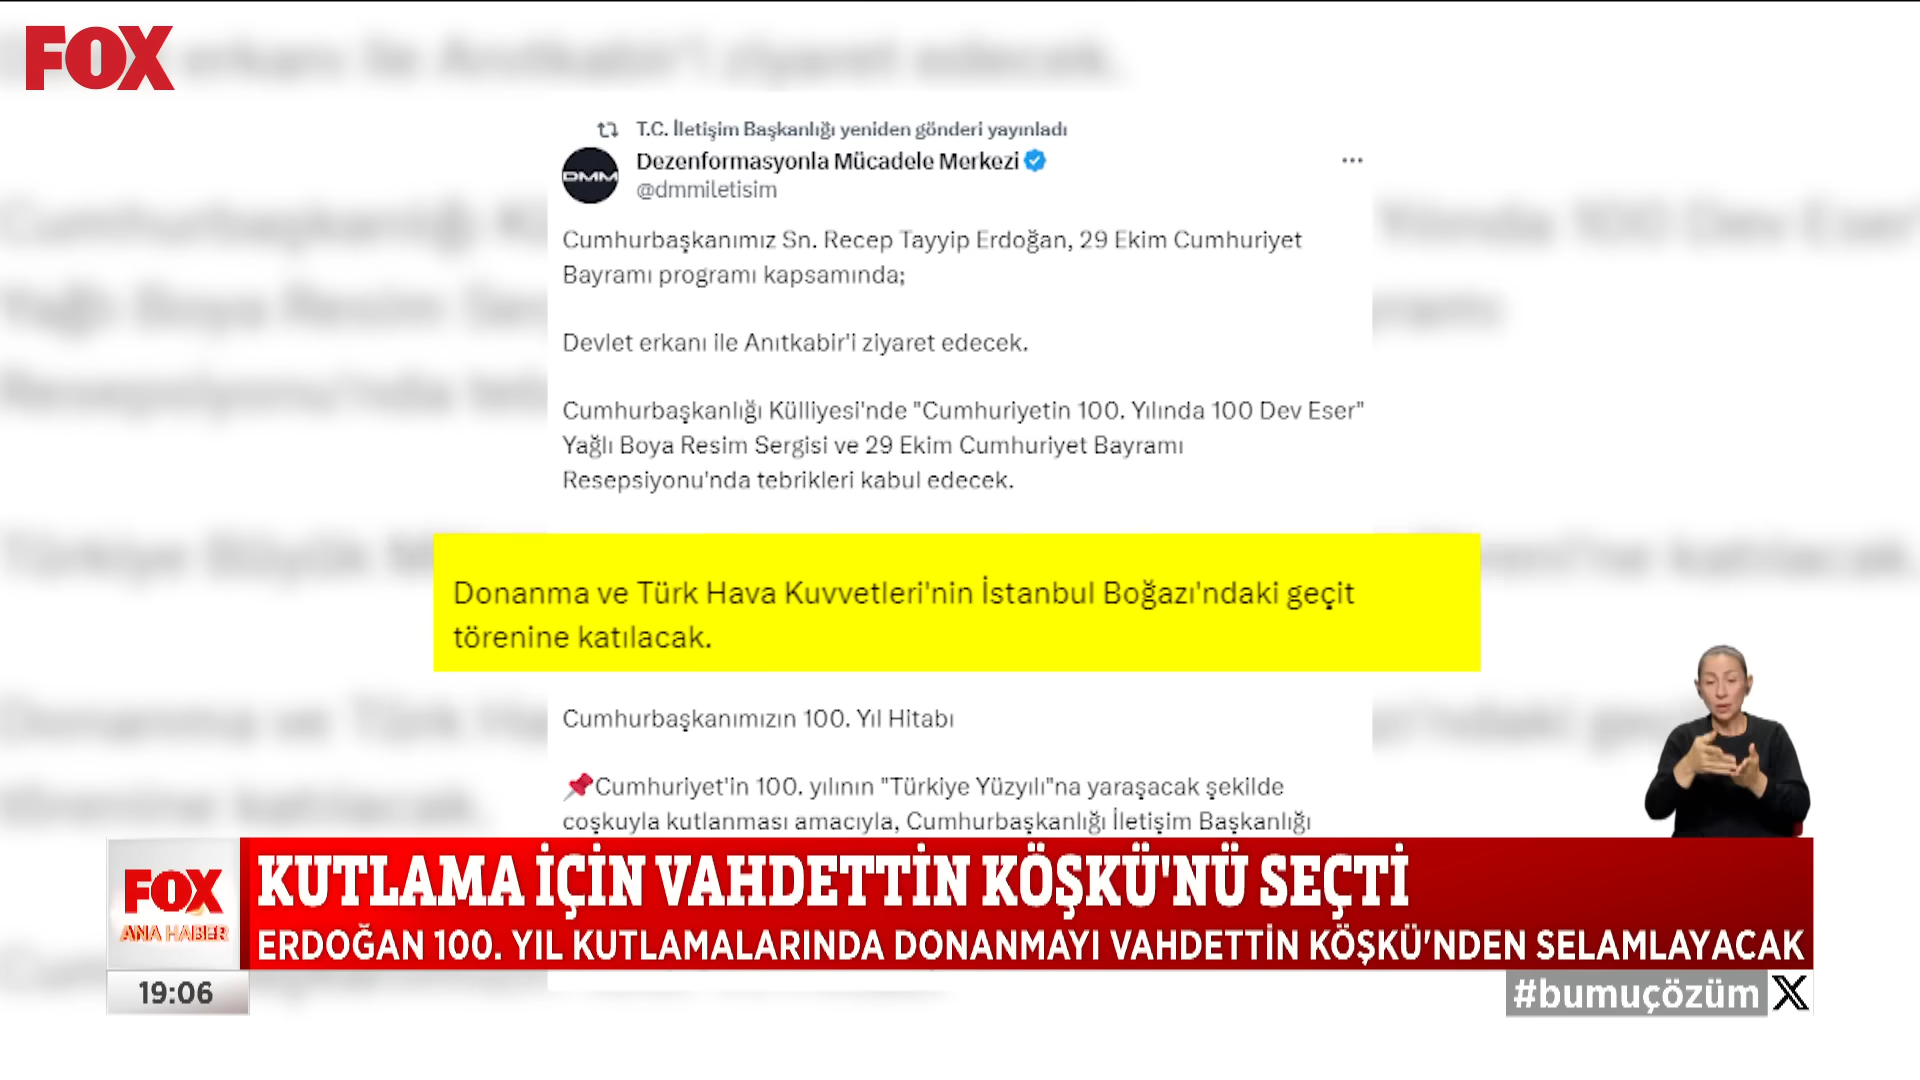 FOX
T.C. İletişim Başkanlığı yeniden gönderi yayınladı
DMM
Dezenformasyonla Mücadele Merkezi
@dmmiletisim
Cumhurbaşkanımız Sn. Recep Tayyip Erdoğan, 29 Ekim Cumhuriyet
Bayramı programı kapsamında;
Devlet erkanı ile Anıtkabir'i ziyaret edecek.
Cumhurbaşkanlığı Külliyesi'nde "Cumhuriyetin 100. Yılında 100 Dev Eser"
Yağlı Boya Resim Sergisi ve 29 Ekim Cumhuriyet Bayramı
Resepsiyonu'nda tebrikleri kabul edecek.
Donanma ve Türk Hava Kuvvetleri'nin İstanbul Boğazı'ndaki geçit
törenine katılacak.
Cumhurbaşkanımızın 100. Yıl Hitabı
📌Cumhuriyet'in 100. yılının "Türkiye Yüzyılı"na yaraşacak şekilde
coşkuyla kutlanması amacıyla, Cumhurbaşkanlığı İletişim Başkanlığı
FOX
ANA HABER
KUTLAMA İÇİN VAHDETTİN KÖŞKÜ'NÜ SEÇTİ
ERDOĞAN 100. YIL KUTLAMALARINDA DONANMAYI VAHDETTİN KÖŞKÜ'NDEN SELAMLAYACAK
19:06
#bumuçözüm X